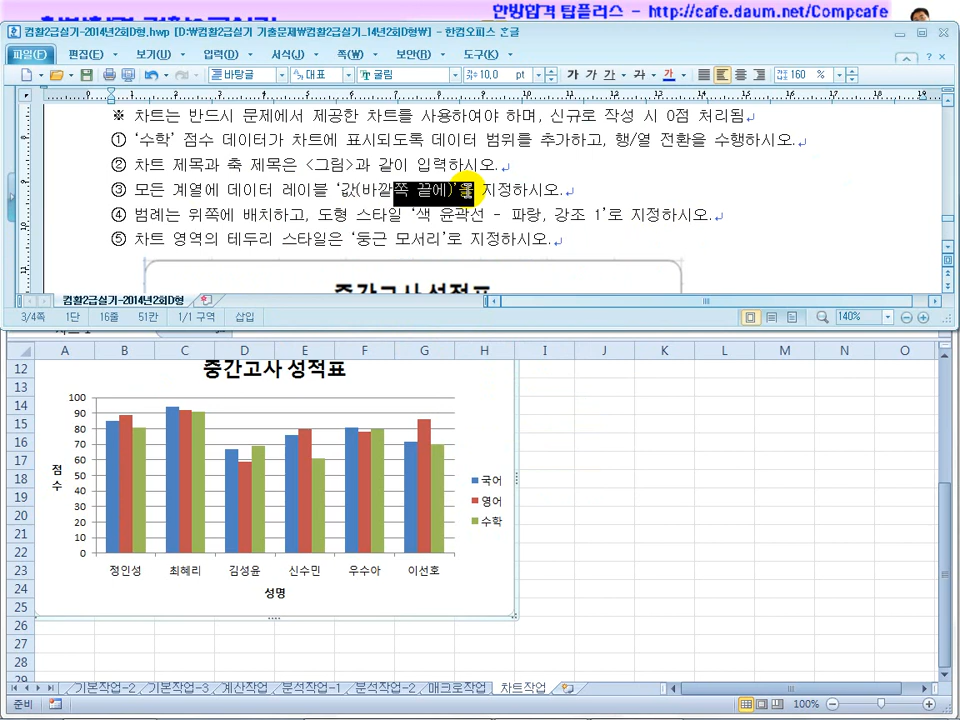 한방합격 탑플러스 - http://cafe.daum.net/Compcafe
컴활2급실기-2014년2회D형.hwp [D:₩컴활2급실기 기출문제₩컴활2급실기_14년2회D형₩] - 한컴오피스 흔글
파일(F) 편집(E) 보기(U) 입력(D) 서식(J) 쪽(W) 보안(R) 도구(K)
바탕글 대표 굴림 10,0 pt 가 가 가 가 가 160 %
※ 차트는 반드시 문제에서 제공한 차트를 사용하여야 하며, 신규로 작성 시 0점 처리됨
① ‘수학’ 점수 데이터가 차트에 표시되도록 데이터 범위를 추가하고, 행/열 전환을 수행하시오.
② 차트 제목과 축 제목은 <그림>과 같이 입력하시오.
③ 모든 계열에 데이터 레이블 ‘값(바깥쪽 끝에)’를 지정하시오.
④ 범례는 위쪽에 배치하고, 도형 스타일 ‘색 윤곽선 - 파랑, 강조 1’로 지정하시오.
⑤ 차트 영역의 테두리 스타일은 ‘둥근 모서리’로 지정하시오.
컴활2급실기-2014년2회D형
3/4쪽 1단 16줄 51칸 1/1 구역 삽입 140%
A B C D E F G H I J K L M N O
12
13
14
15
16
17
18
19
20
21
22
23
24
25
26
27
28
29
중간고사 성적표
100
90
80
70
60
50
40
30
20
10
0
점수
국어
영어
수학
정인성 최혜리 김성윤 신수민 우수아 이선호
성명
기본작업-2 기본작업-3 계산작업 분석작업-1 분석작업-2 매크로작업 차트작업
준비 100%